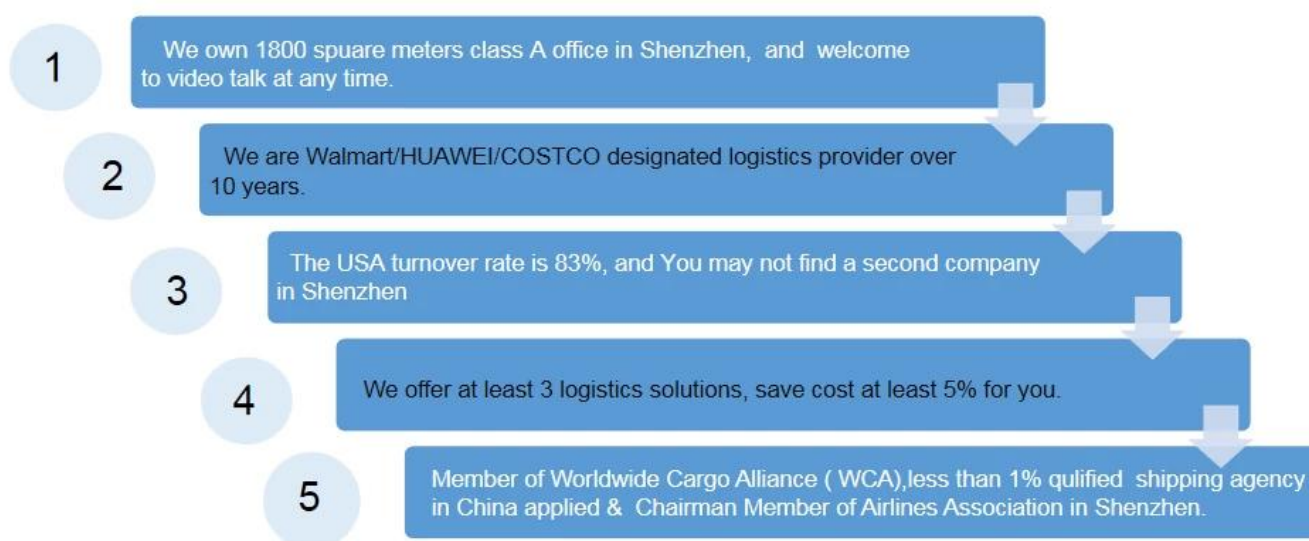 1
We own 1800 spuare meters class A office in Shenzhen, and welcome
to video talk at any time.
2
We are Walmart/HUAWEI/COSTCO designated logistics provider over
10 years.
3
The USA turnover rate is 83%, and You may not find a second company
in Shenzhen
4
We offer at least 3 logistics solutions, save cost at least 5% for you.
5
Member of Worldwide Cargo Alliance ( WCA),less than 1% qulified shipping agency
in China applied & Chairman Member of Airlines Association in Shenzhen.